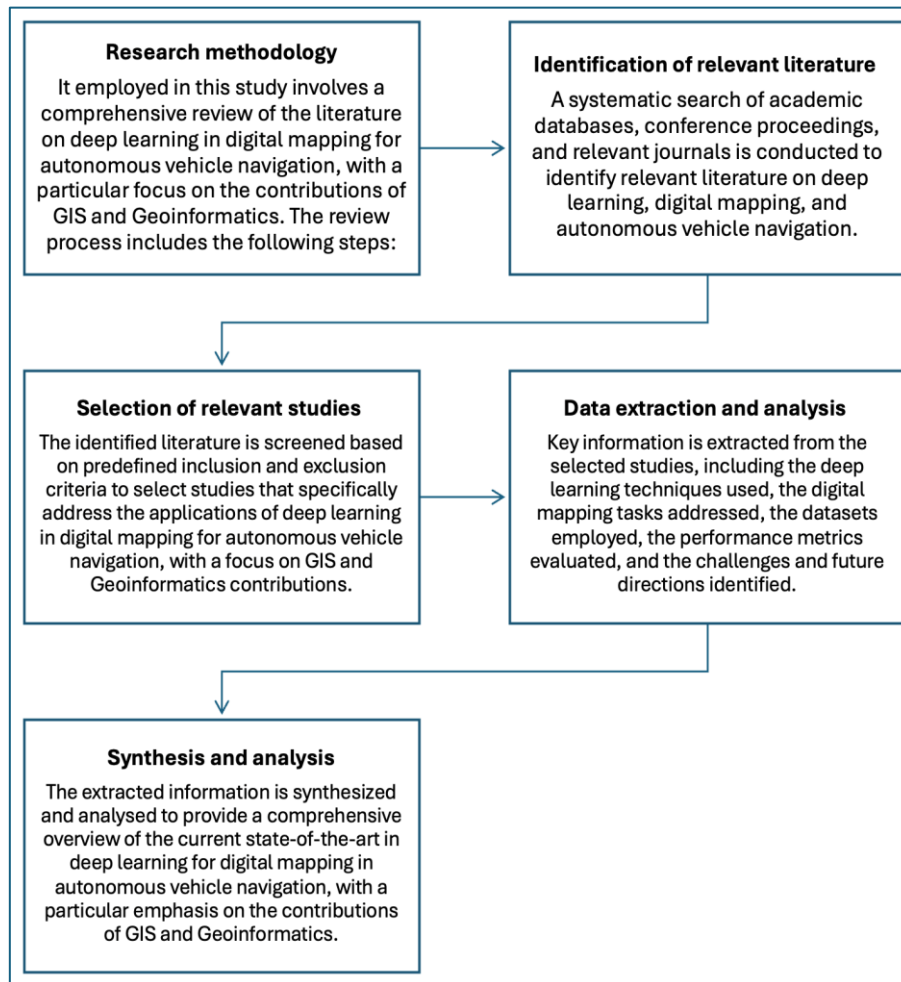 Research methodology
It employed in this study involves a
comprehensive review of the literature
on deep learning in digital mapping for
autonomous vehicle navigation, with a
particular focus on the contributions of
GIS and Geoinformatics. The review
process includes the following steps:
Identification of relevant literature
A systematic search of academic
databases, conference proceedings,
and relevant journals is conducted to
identify relevant literature on deep
learning, digital mapping, and
autonomous vehicle navigation.
Selection of relevant studies
The identified literature is screened based
on predefined inclusion and exclusion
criteria to select studies that specifically
address the applications of deep learning
in digital mapping for autonomous vehicle
navigation, with a focus on GIS and
Geoinformatics contributions.
Data extraction and analysis
Key information is extracted from the
selected studies, including the deep
learning techniques used, the digital
mapping tasks addressed, the datasets
employed, the performance metrics
evaluated, and the challenges and future
directions identified.
Synthesis and analysis
The extracted information is synthesized
and analysed to provide a comprehensive
overview of the current state-of-the-art in
deep learning for digital mapping in
autonomous vehicle navigation, with a
particular emphasis on the contributions
of GIS and Geoinformatics.